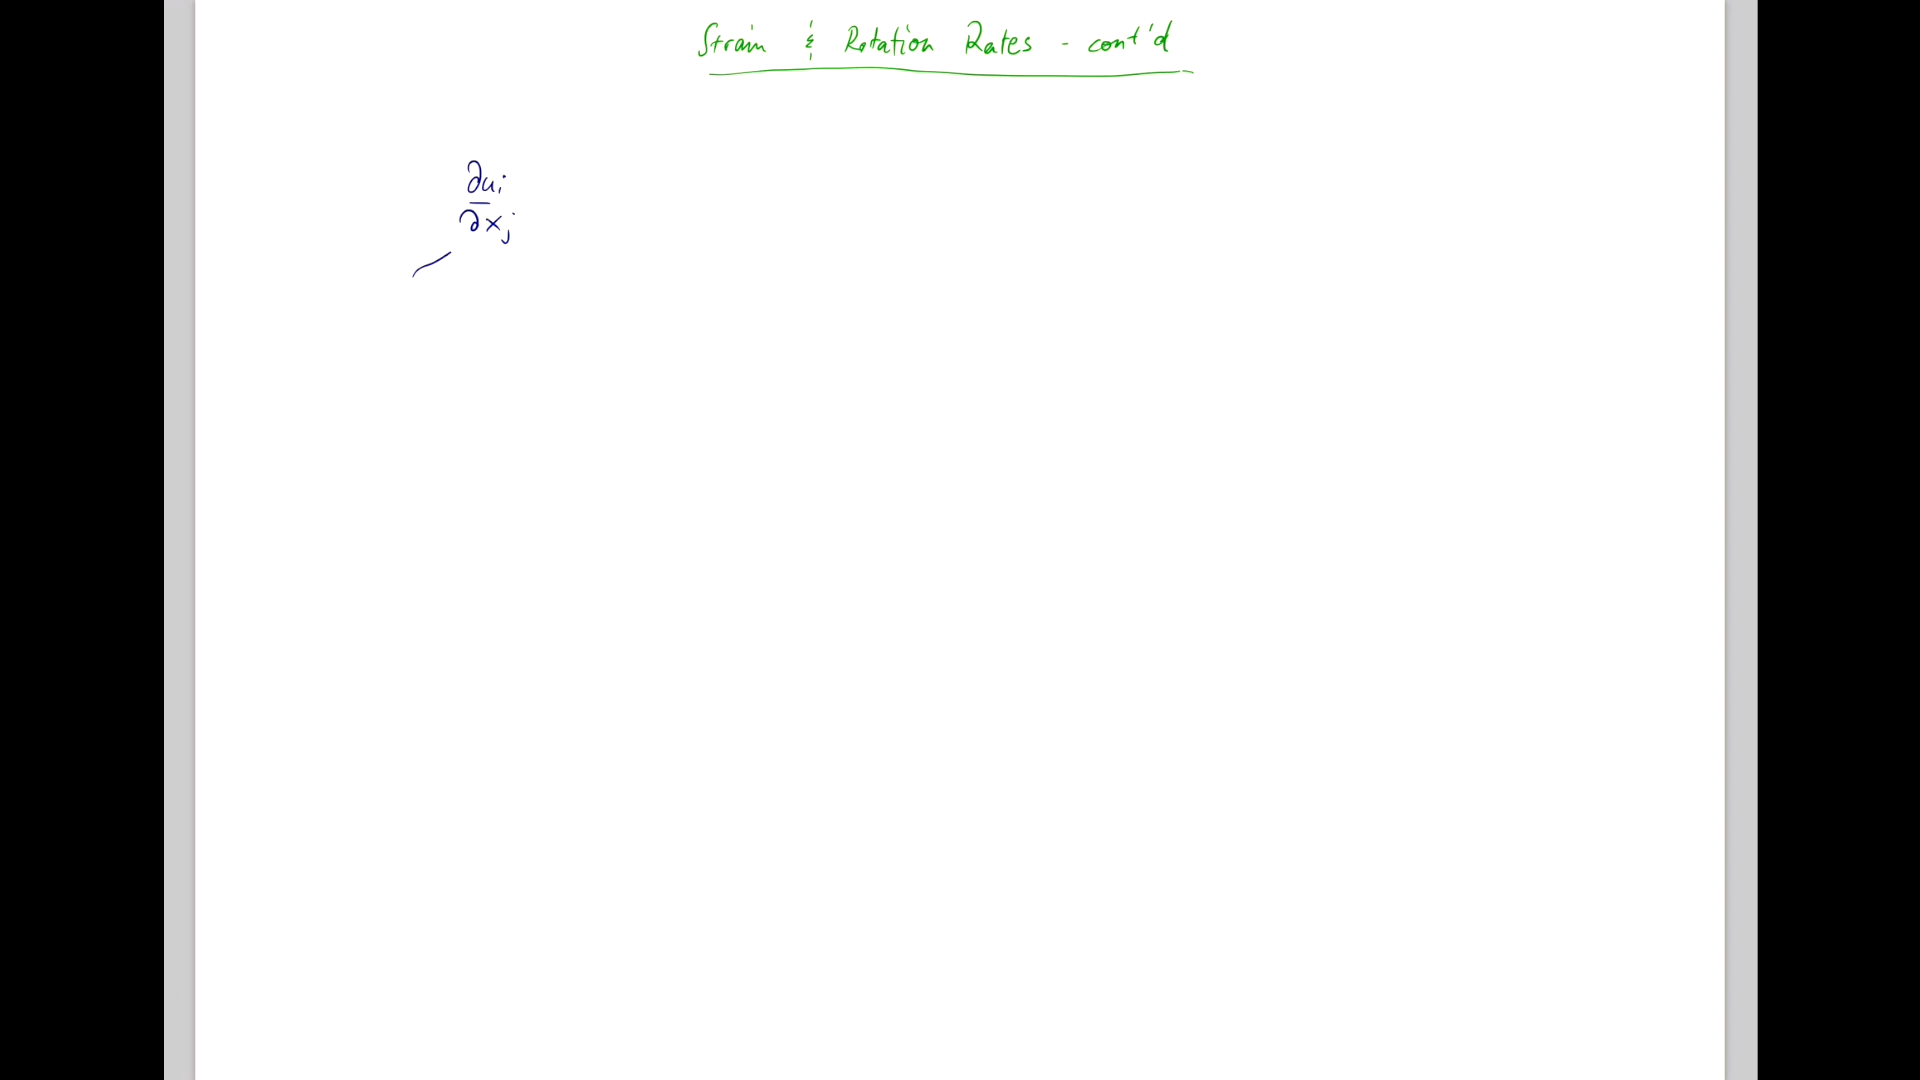 Strain & Rotation Rates - cont'd
∂ui
∂xj